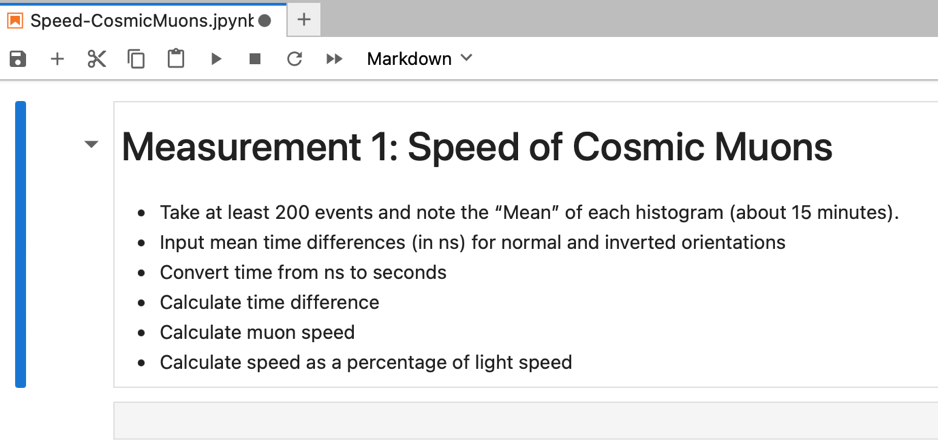 Speed-CosmicMuons.jpynb
Markdown
Measurement 1: Speed of Cosmic Muons
Take at least 200 events and note the “Mean” of each histogram (about 15 minutes).
Input mean time differences (in ns) for normal and inverted orientations
Convert time from ns to seconds
Calculate time difference
Calculate muon speed
Calculate speed as a percentage of light speed